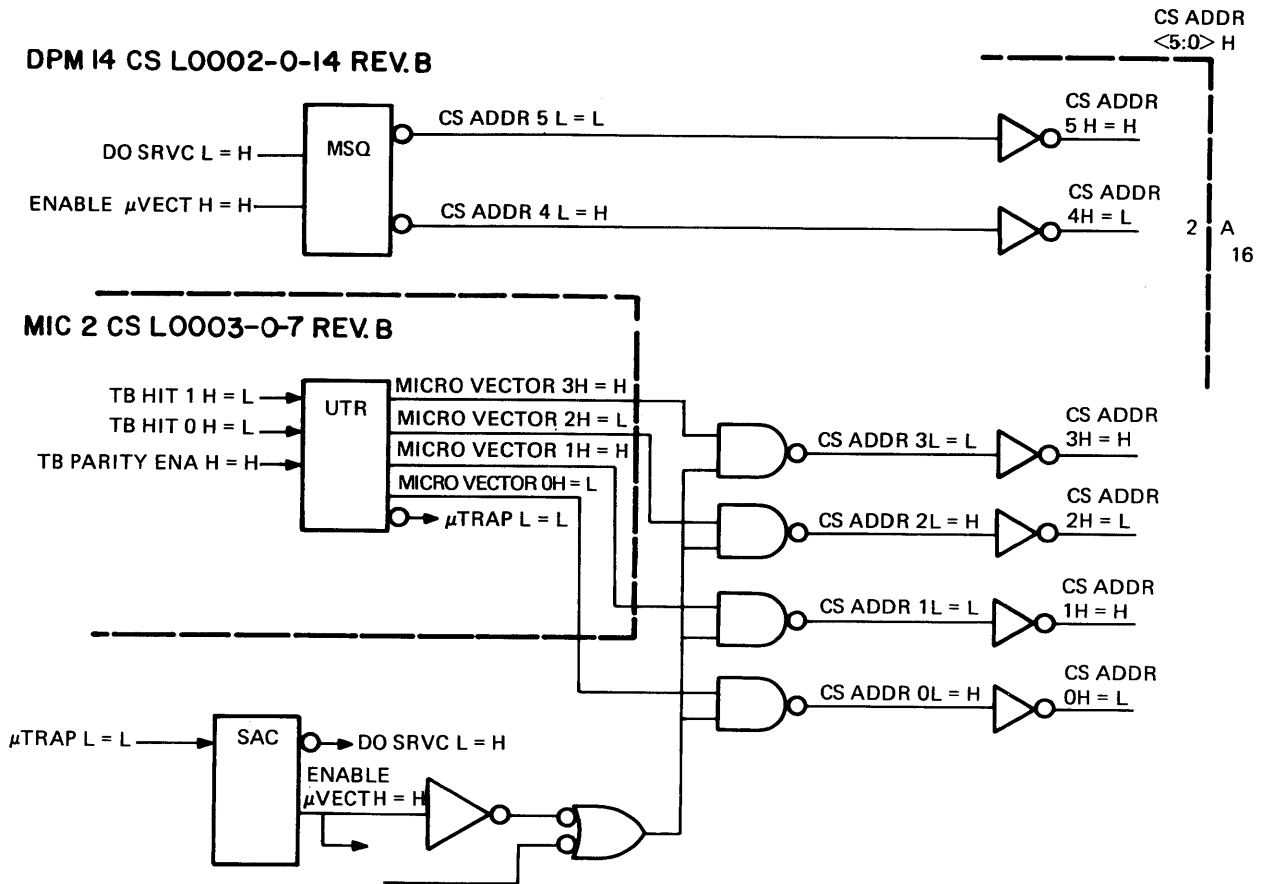 CS ADDR
<5:0> H
DPM 14 CS L0002-0-14 REV. B
CS ADDR 5 L = L
CS ADDR
5 H = H
DO SRVC L = H
MSQ
ENABLE μVECT H = H
CS ADDR 4 L = H
CS ADDR
4H = L
2
A
16
MIC 2 CS L0003-0-7 REV. B
TB HIT 1 H = L
TB HIT 0 H = L
TB PARITY ENA H = H
UTR
MICRO VECTOR 3H = H
MICRO VECTOR 2H = L
MICRO VECTOR 1H = H
MICRO VECTOR 0H = L
μTRAP L = L
CS ADDR 3L = L
CS ADDR
3H = H
CS ADDR 2L = H
CS ADDR
2H = L
CS ADDR 1L = L
CS ADDR
1H = H
CS ADDR 0L = H
CS ADDR
0H = L
μTRAP L = L
SAC
DO SRVC L = H
ENABLE
μVECTH = H